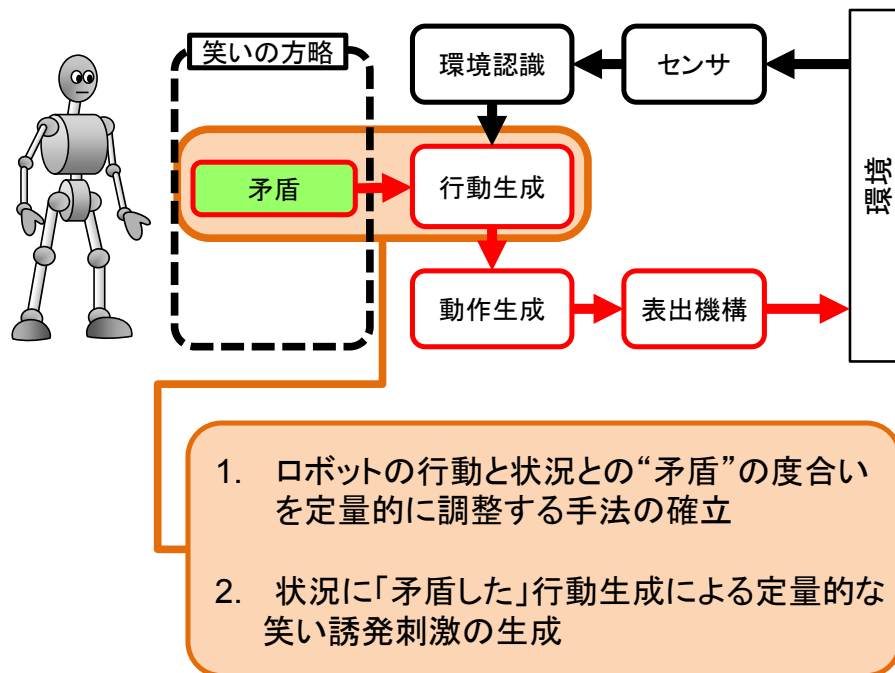 笑いの方略
環境認識
センサ
環境
矛盾
行動生成
動作生成
表出機構
1. ロボットの行動と状況との“矛盾”の度合い
を定量的に調整する手法の確立
2. 状況に「矛盾した」行動生成による定量的な
笑い誘発刺激の生成